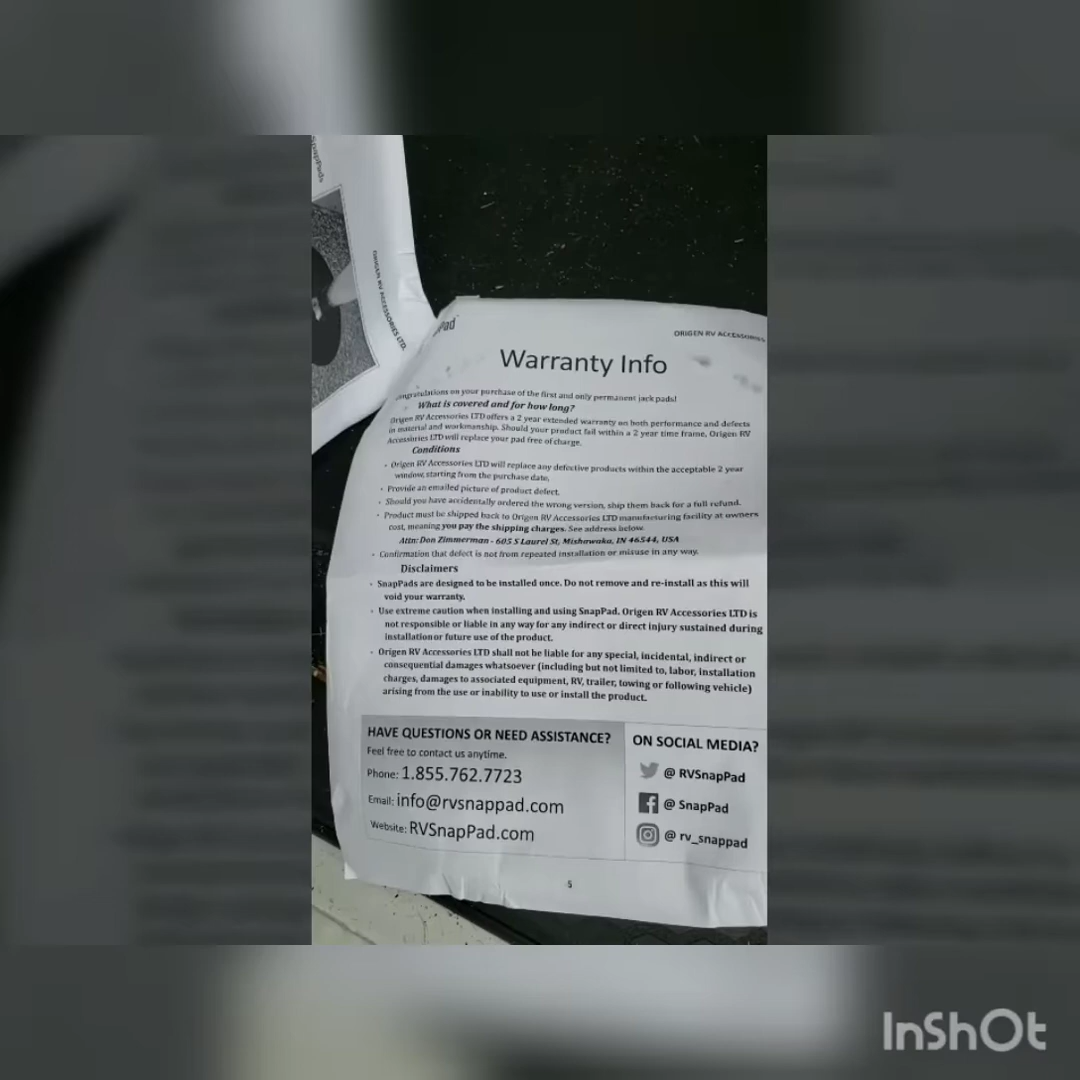 SnapPads
ORIGEN RV ACCESSORIES LTD.
Pad
ORIGEN RV ACCESSORIES
Warranty Info
ongratulations on your purchase of the first and only permanent jack pads!
What is covered and for how long?
Origen RV Accessories LTD offers a 2 year extended warranty on both performance and defects
in material and workmanship. Should your product fail within a 2 year time frame, Origen RV
Accessories LTD will replace your pad free of charge.
Conditions
• Origen RV Accessories LTD will replace any defective products within the acceptable 2 year
window, starting from the purchase date,
• Provide an emailed picture of product defect.
• Should you have accidentally ordered the wrong version, ship them back for a full refund.
• Product must be shipped back to Origen RV Accessories LTD manufacturing facility at owners
cost, meaning you pay the shipping charges. See address below.
Attn: Don Zimmerman - 605 S Laurel St, Mishawaka, IN 46544, USA
• Confirmation that defect is not from repeated installation or misuse in any way.
Disclaimers
• SnapPads are designed to be installed once. Do not remove and re-install as this will
void your warranty.
• Use extreme caution when installing and using SnapPad. Origen RV Accessories LTD is
not responsible or liable in any way for any indirect or direct injury sustained during
installation or future use of the product.
• Origen RV Accessories LTD shall not be liable for any special, incidental, indirect or
consequential damages whatsoever (including but not limited to, labor, installation
charges, damages to associated equipment, RV, trailer, towing or following vehicle)
arising from the use or inability to use or install the product.
HAVE QUESTIONS OR NEED ASSISTANCE?
Feel free to contact us anytime.
Phone: 1.855.762.7723
Email: info@rvsnappad.com
Website: RVSnapPad.com
ON SOCIAL MEDIA?
@ RVSnapPad
@ SnapPad
@ rv_snappad
5
InShOt